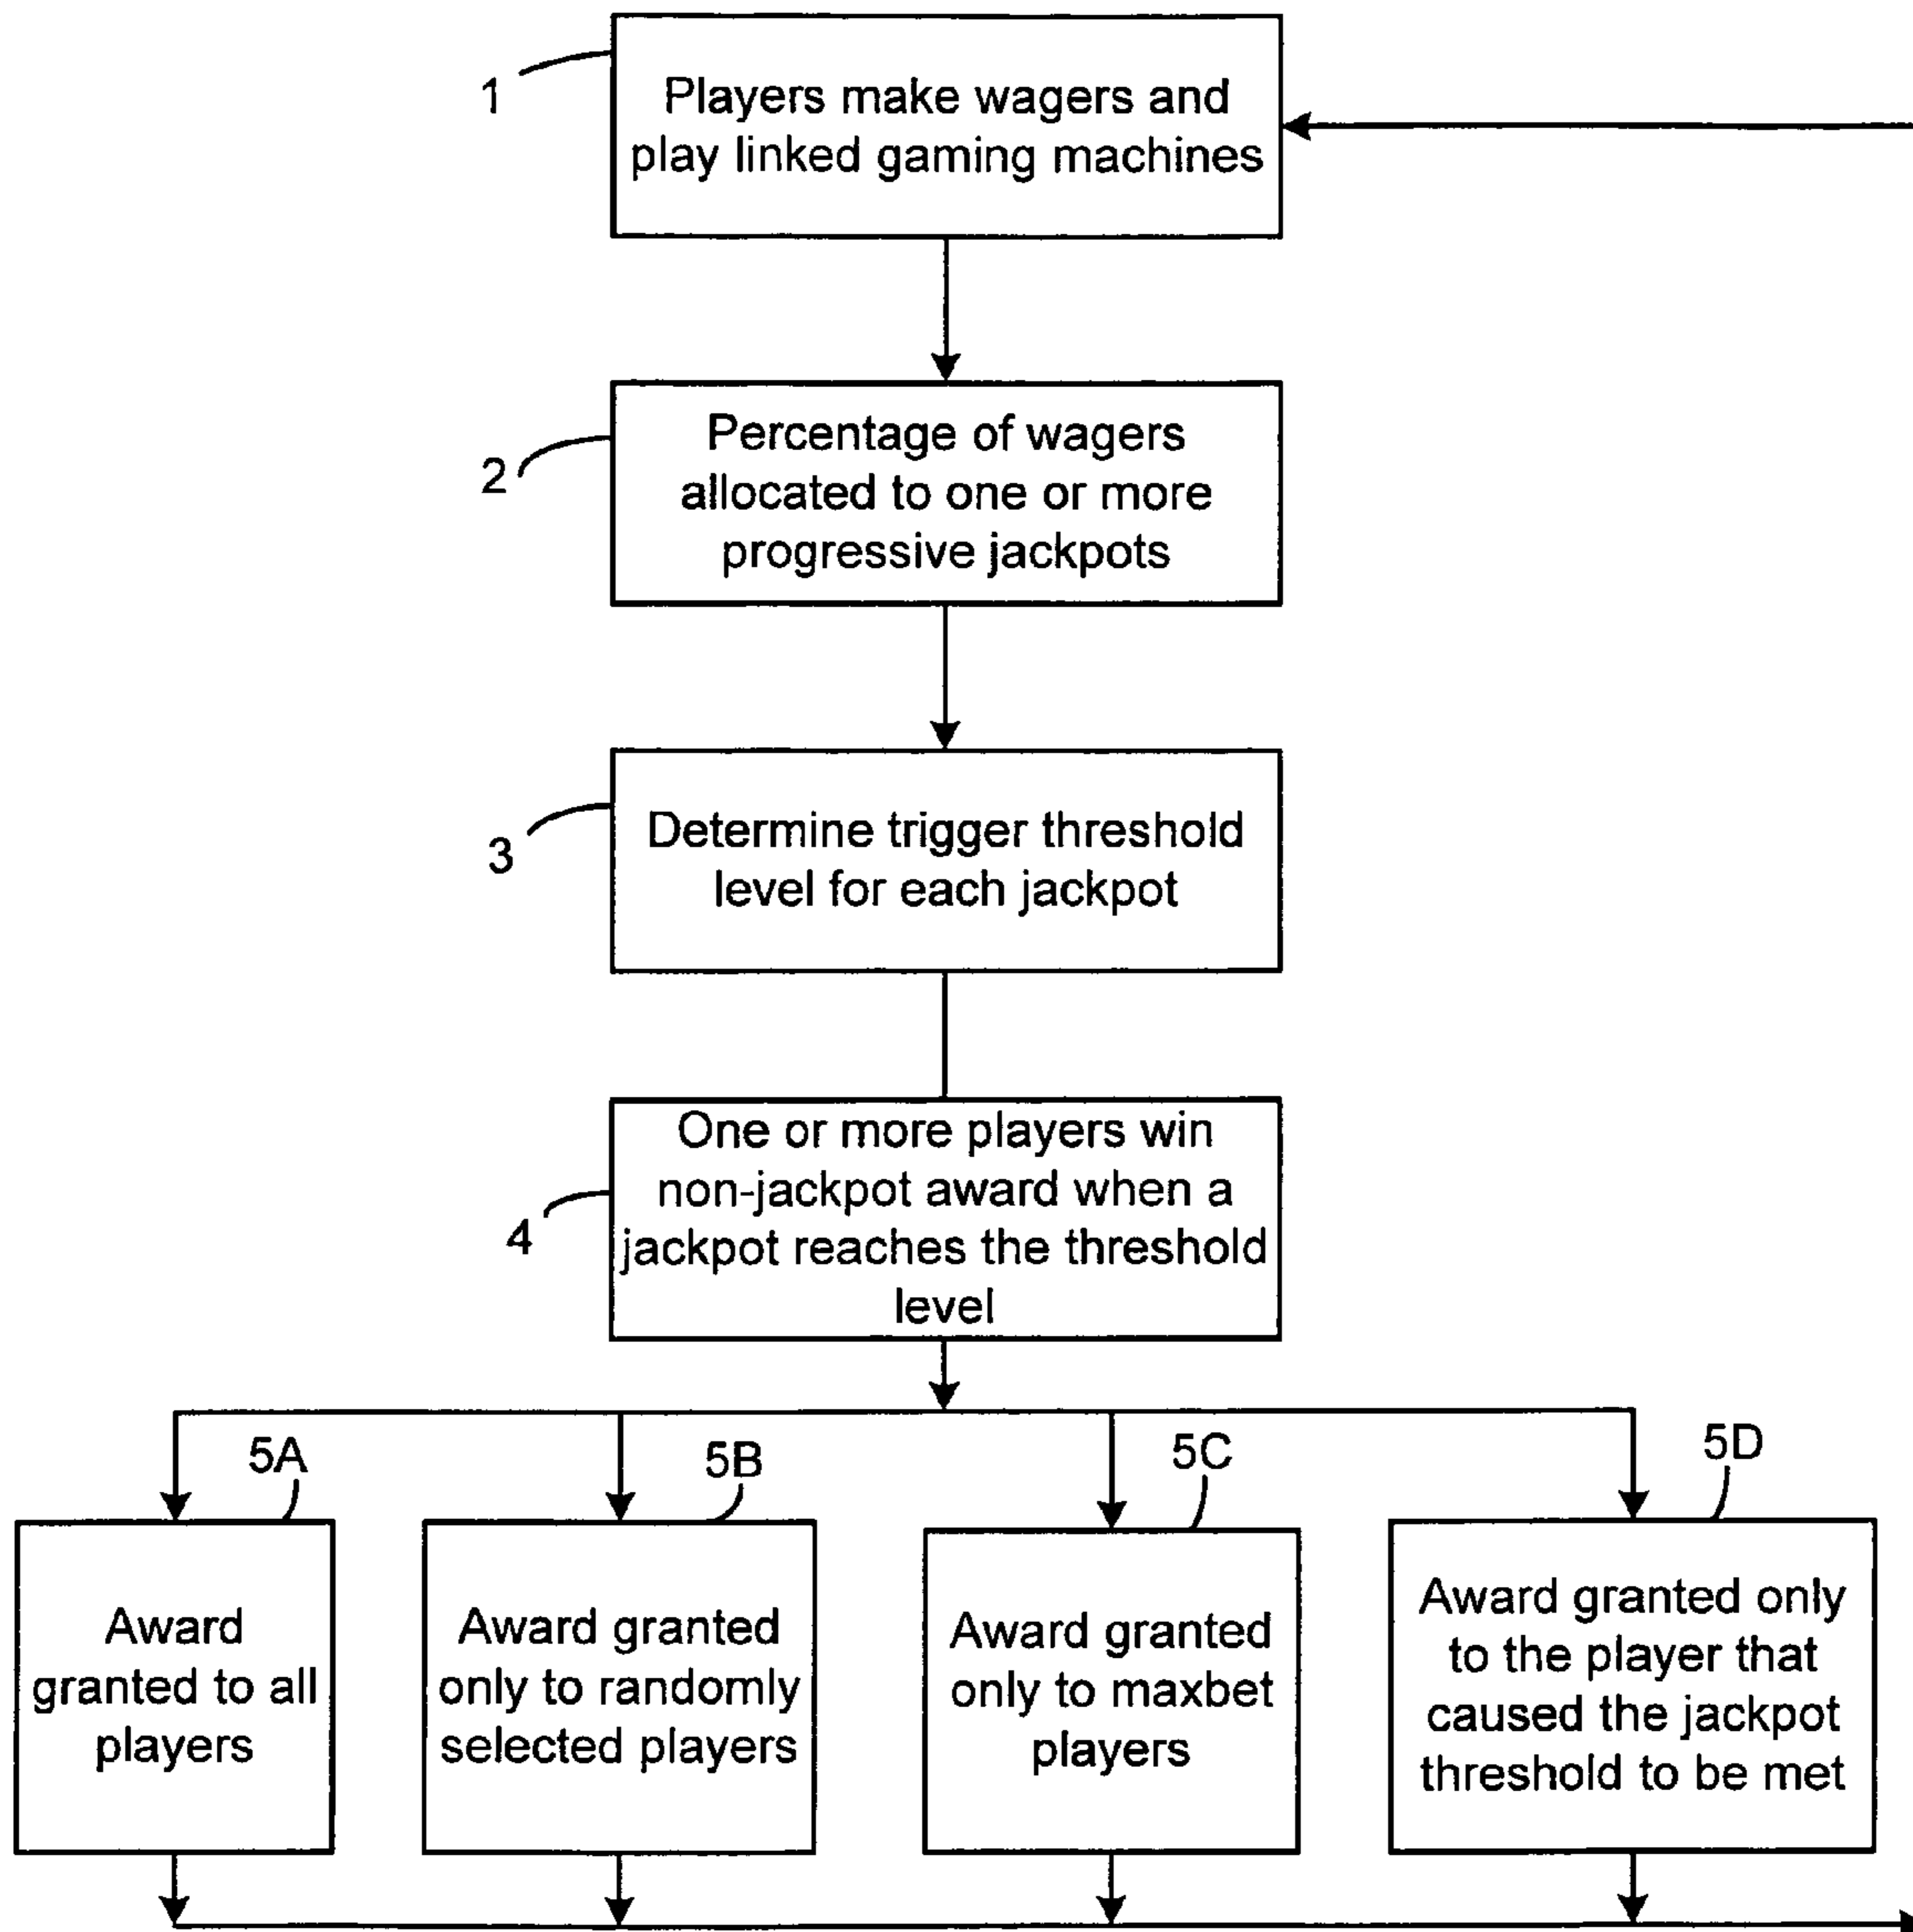 1
Players make wagers and
play linked gaming machines
2
Percentage of wagers
allocated to one or more
progressive jackpots
3
Determine trigger threshold
level for each jackpot
4
One or more players win
non-jackpot award when a
jackpot reaches the threshold
level
5A
Award
granted to all
players
5B
Award granted
only to randomly
selected players
5C
Award granted
only to maxbet
players
5D
Award granted only
to the player that
caused the jackpot
threshold to be met